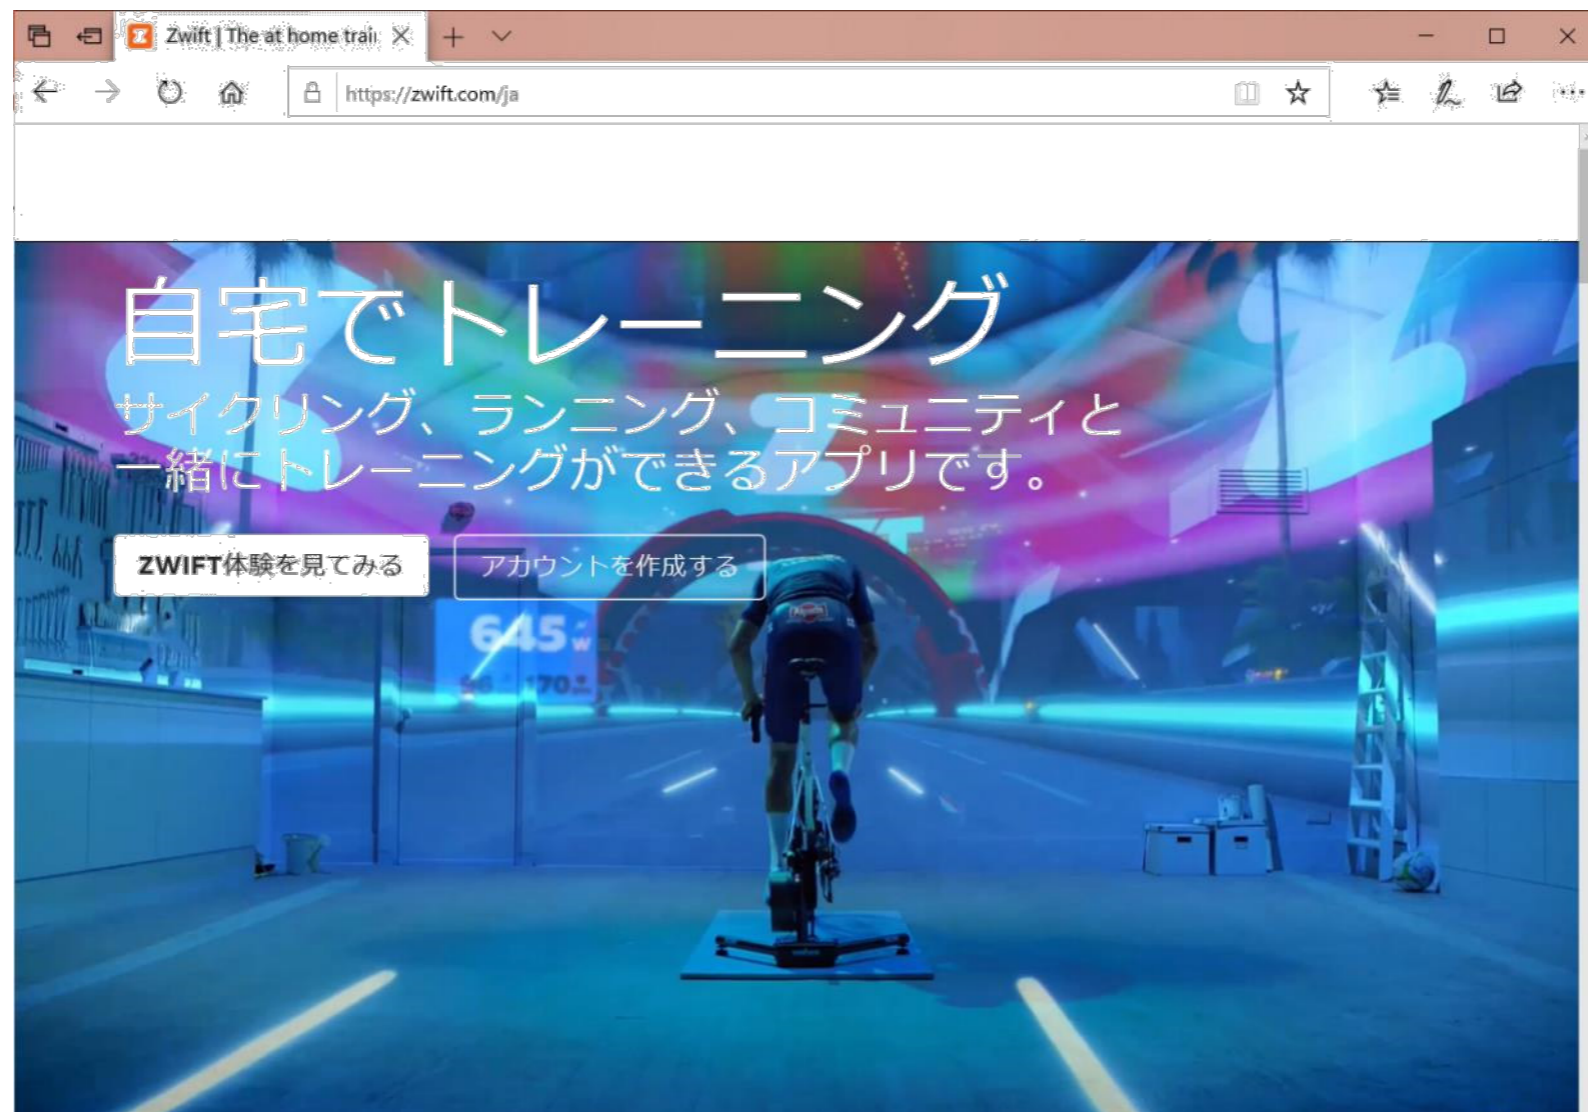 Zwift | The at home train
https://zwift.com/ja
自宅でトレーニング
サイクリング、ランニング、コミュニティと
一緒にトレーニングができるアプリです。
ZWIFT体験を見てみる
アカウントを作成する
645 W
170